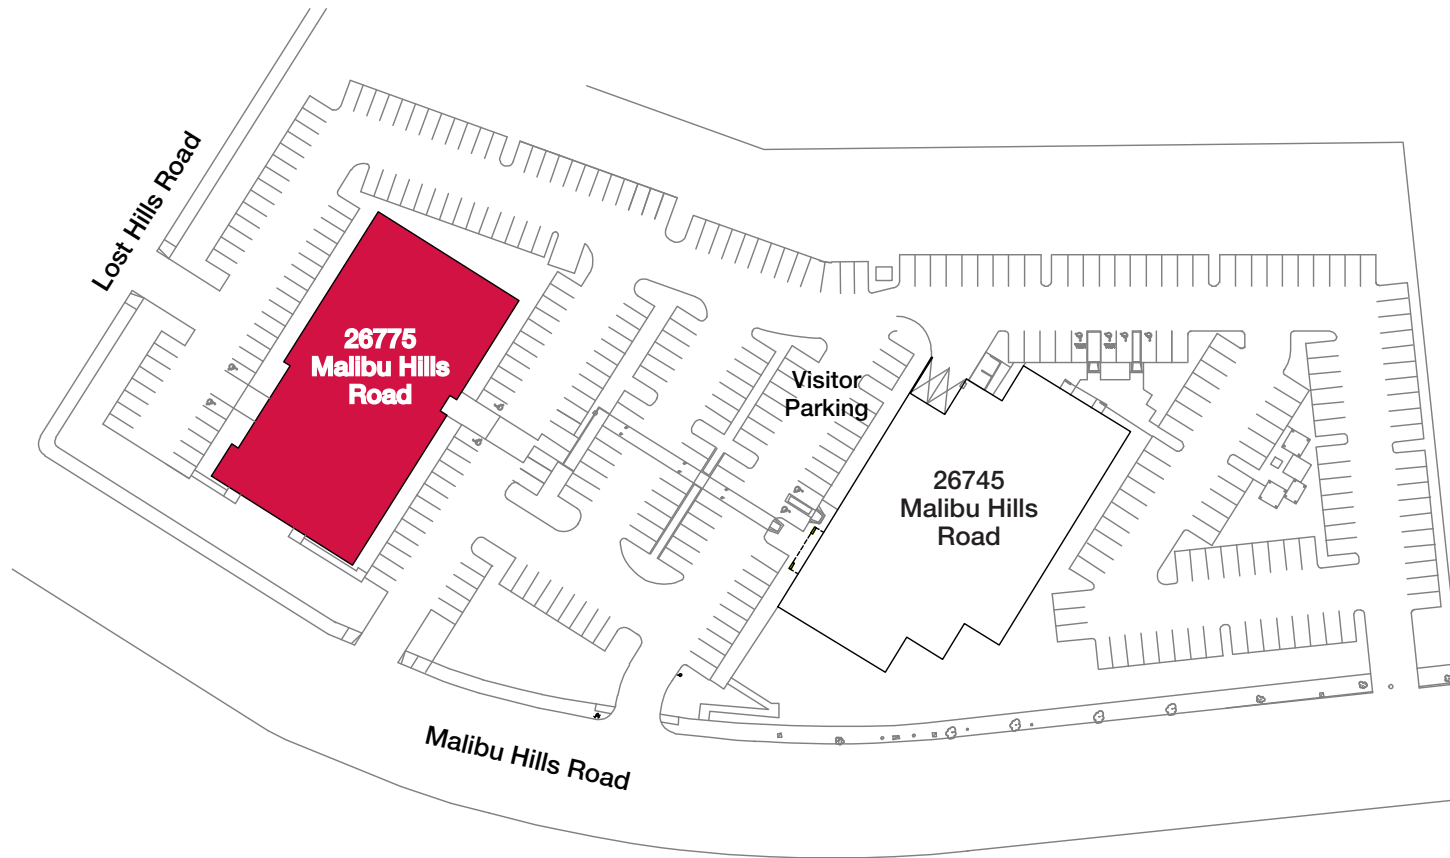 Lost Hills Road
26775
Malibu Hills
Road
Visitor
Parking
26745
Malibu Hills
Road
Malibu Hills Road